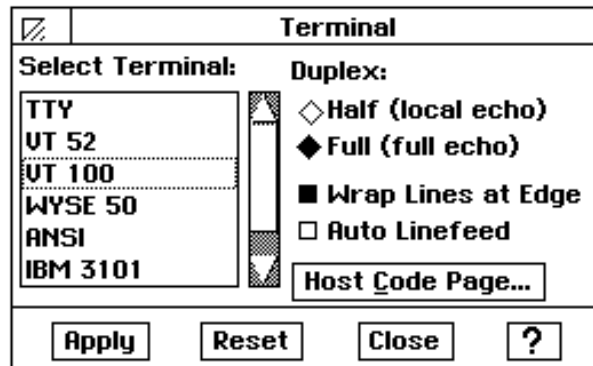 Terminal
Select Terminal:
TTY
VT 52
VT 100
WYSE 50
ANSI
IBM 3101
Duplex:
Half (local echo)
Full (full echo)
Wrap Lines at Edge
Auto Linefeed
Host Code Page...
Apply
Reset
Close
?